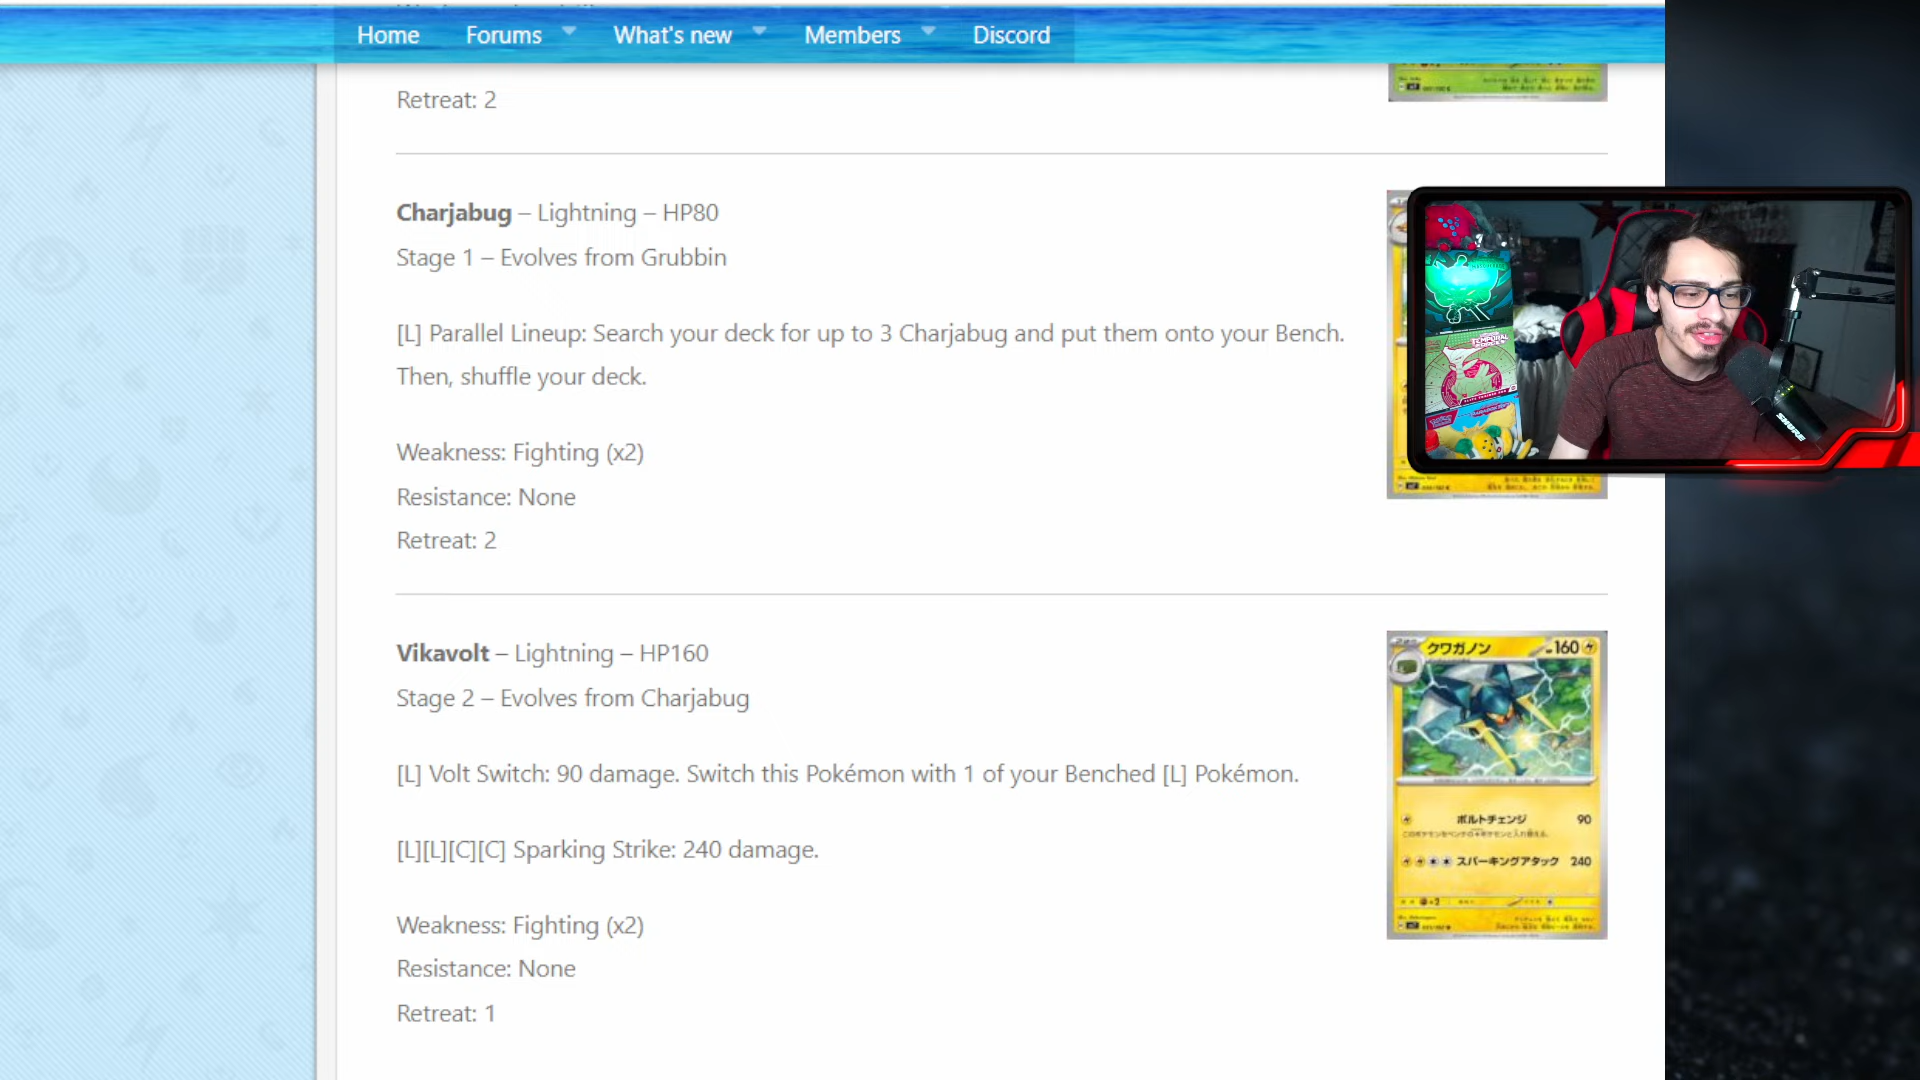 Home Forums What's new Members Discord
Retreat: 2
Charjabug – Lightning – HP80
Stage 1 – Evolves from Grubbin
[L] Parallel Lineup: Search your deck for up to 3 Charjabug and put them onto your Bench.
Then, shuffle your deck.
Weakness: Fighting (x2)
Resistance: None
Retreat: 2
Vikavolt – Lightning – HP160
Stage 2 – Evolves from Charjabug
[L] Volt Switch: 90 damage. Switch this Pokémon with 1 of your Benched [L] Pokémon.
[L][L][C][C] Sparking Strike: 240 damage.
Weakness: Fighting (x2)
Resistance: None
Retreat: 1
クワガノン 160
ボルトチェンジ 90
スパーキングアタック 240
SHURE